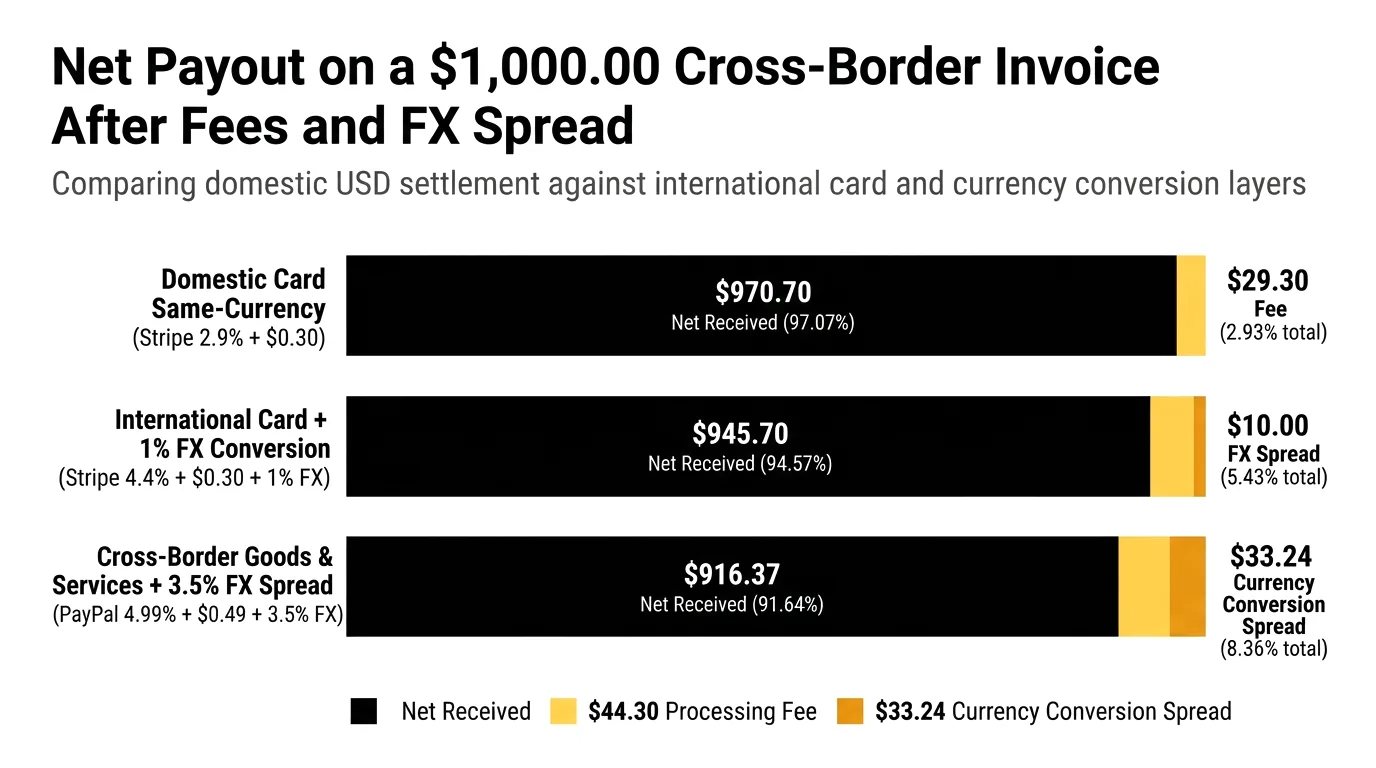 Net Payout on a $1,000.00 Cross-Border Invoice
After Fees and FX Spread
Comparing domestic USD settlement against international card and currency conversion layers
Domestic Card
Same-Currency
(Stripe 2.9% + $0.30)
$970.70
Net Received (97.07%)
$29.30
Fee
(2.93% total)
International Card +
1% FX Conversion
(Stripe 4.4% + $0.30 + 1% FX)
$945.70
Net Received (94.57%)
$10.00
FX Spread
(5.43% total)
Cross-Border Goods &
Services + 3.5% FX Spread
(PayPal 4.99% + $0.49 + 3.5% FX)
$916.37
Net Received (91.64%)
$33.24
Currency
Conversion
Spread
(8.36% total)
Net Received
$44.30 Processing Fee
$33.24 Currency Conversion Spread